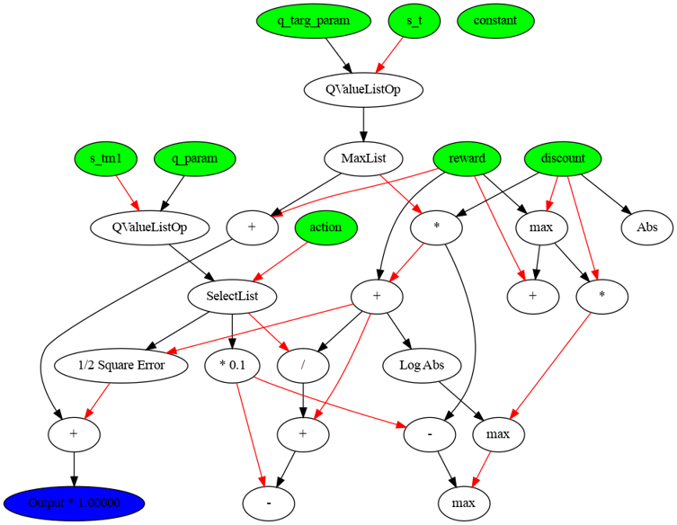 q_targ_param
s_t
constant
QValueListOp
s_tm1
q_param
MaxList
reward
discount
QValueListOp
+
action
*
max
Abs
SelectList
+
+
*
1/2 Square Error
* 0.1
/
Log Abs
+
+
-
max
Output * 1.00000
-
max